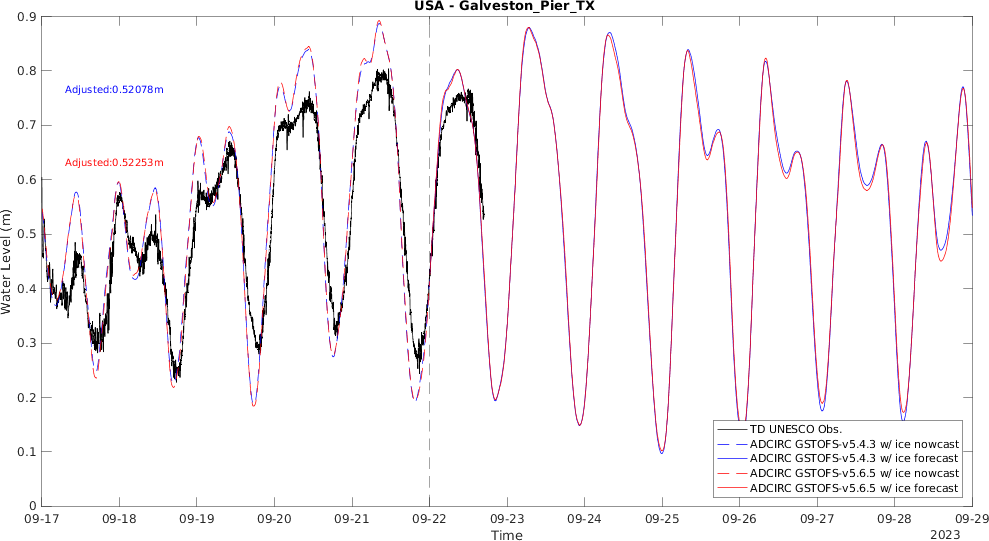 USA - Galveston_Pier_TX
0.9
0.8
0.7
0.6
0.5
0.4
0.3
0.2
0.1
0
Water Level (m)
Adjusted:0.52078m
Adjusted:0.52253m
TD UNESCO Obs.
ADCIRC GSTOFS-v5.4.3 w/ ice nowcast
ADCIRC GSTOFS-v5.4.3 w/ ice forecast
ADCIRC GSTOFS-v5.6.5 w/ ice nowcast
ADCIRC GSTOFS-v5.6.5 w/ ice forecast
09-17 09-18 09-19 09-20 09-21 09-22 09-23 09-24 09-25 09-26 09-27 09-28 09-29
Time
2023